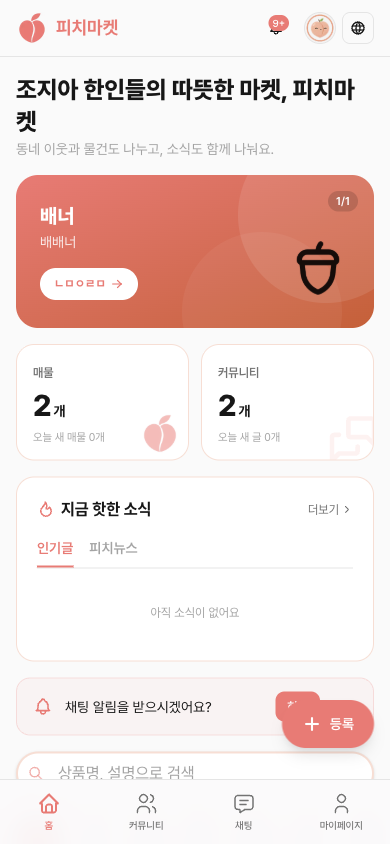 피치마켓
9+
조지아 한인들의 따뜻한 마켓, 피치마
켓
동네 이웃과 물건도 나누고, 소식도 함께 나눠요.
1/1
배너
배배너
ㄴㅁㅇㄹㅁ
매물
2개
오늘 새 매물 0개
커뮤니티
2개
오늘 새 글 0개
지금 핫한 소식
더보기
인기글
피치뉴스
아직 소식이 없어요
채팅 알림을 받으시겠어요?
등록
상품명, 설명으로 검색
홈
커뮤니티
채팅
마이페이지